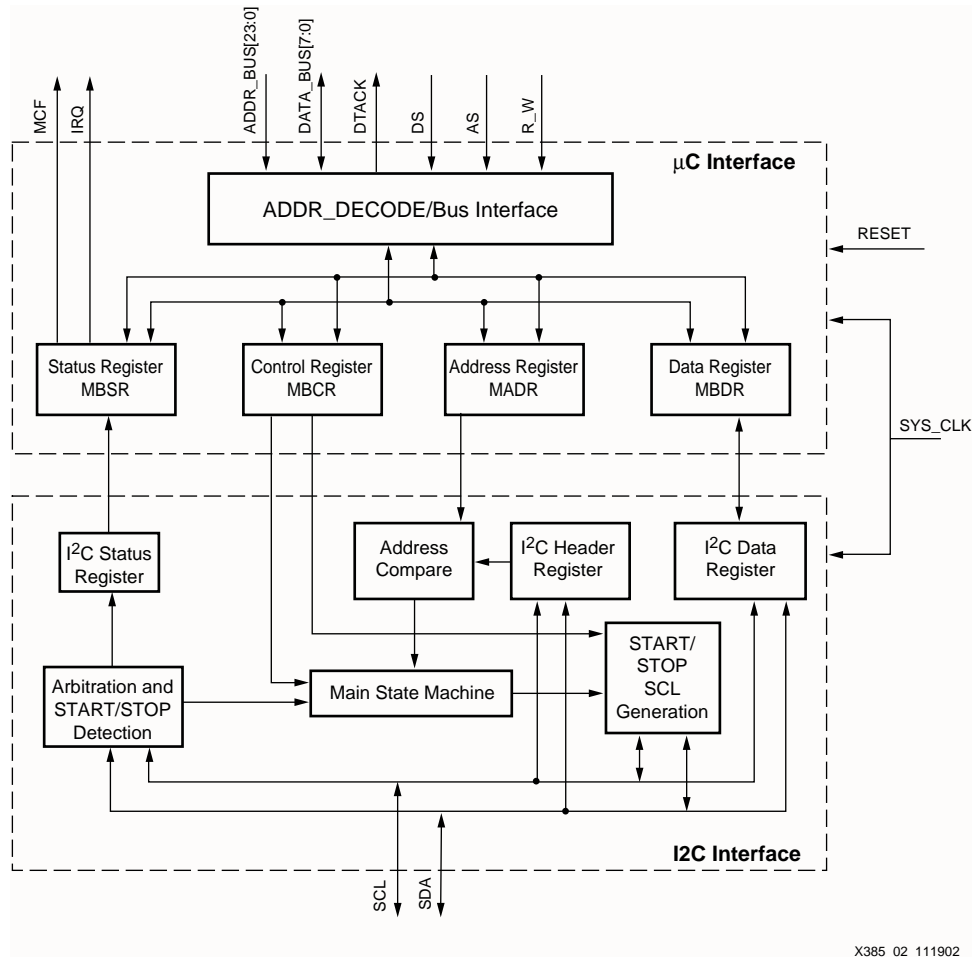 MCF
IRQ
ADDR_BUS[23:0]
DATA_BUS[7:0]
DTACK
DS
AS
R_W
µC Interface
ADDR_DECODE/Bus Interface
RESET
Status Register
MBSR
Control Register
MBCR
Address Register
MADR
Data Register
MBDR
SYS_CLK
I2C Status
Register
Address
Compare
I2C Header
Register
I2C Data
Register
Arbitration and
START/STOP
Detection
Main State Machine
START/
STOP
SCL
Generation
I2C Interface
SCL
SDA
X385_02_111902